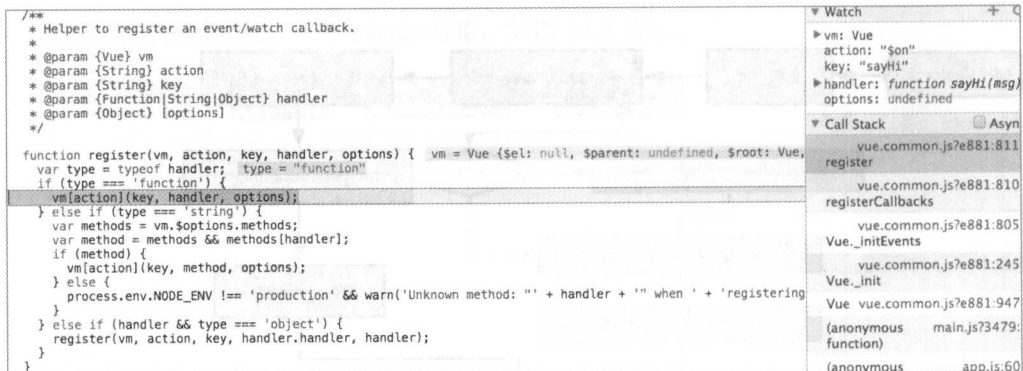 /**
 * Helper to register an event/watch callback.
 *
 * @param {Vue} vm
 * @param {String} action
 * @param {String} key
 * @param {Function|String|Object} handler
 * @param {Object} [options]
 */
function register(vm, action, key, handler, options) {  vm = Vue {$el: null, $parent: undefined, $root: Vue,
  var type = typeof handler;  type = "function"
  if (type === 'function') {
    vm[action](key, handler, options);
  } else if (type === 'string') {
    var methods = vm.$options.methods;
    var method = methods && methods[handler];
    if (method) {
      vm[action](key, method, options);
    } else {
      process.env.NODE_ENV !== 'production' && warn('Unknown method: "' + handler + '" when ' + 'registering
    }
  } else if (handler && type === 'object') {
    register(vm, action, key, handler.handler, handler);
  }
}
▼ Watch +
▶ vm: Vue
action: "$on"
key: "sayHi"
▶ handler: function sayHi(msg)
options: undefined
▼ Call Stack Asyn
vue.common.js?e881:811
register
vue.common.js?e881:810
registerCallbacks
vue.common.js?e881:805
Vue._initEvents
vue.common.js?e881:245
Vue._init
Vue vue.common.js?e881:947
(anonymous main.js?3479:
function)
(anonymous app.js:60